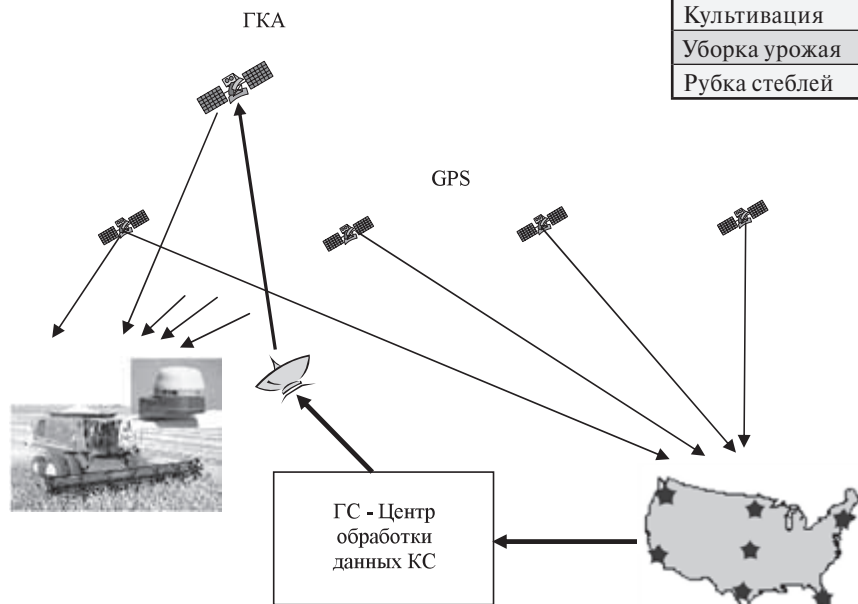 ГКА
Культивация
Уборка урожая
Рубка стеблей
GPS
ГС - Центр
обработки
данных КС